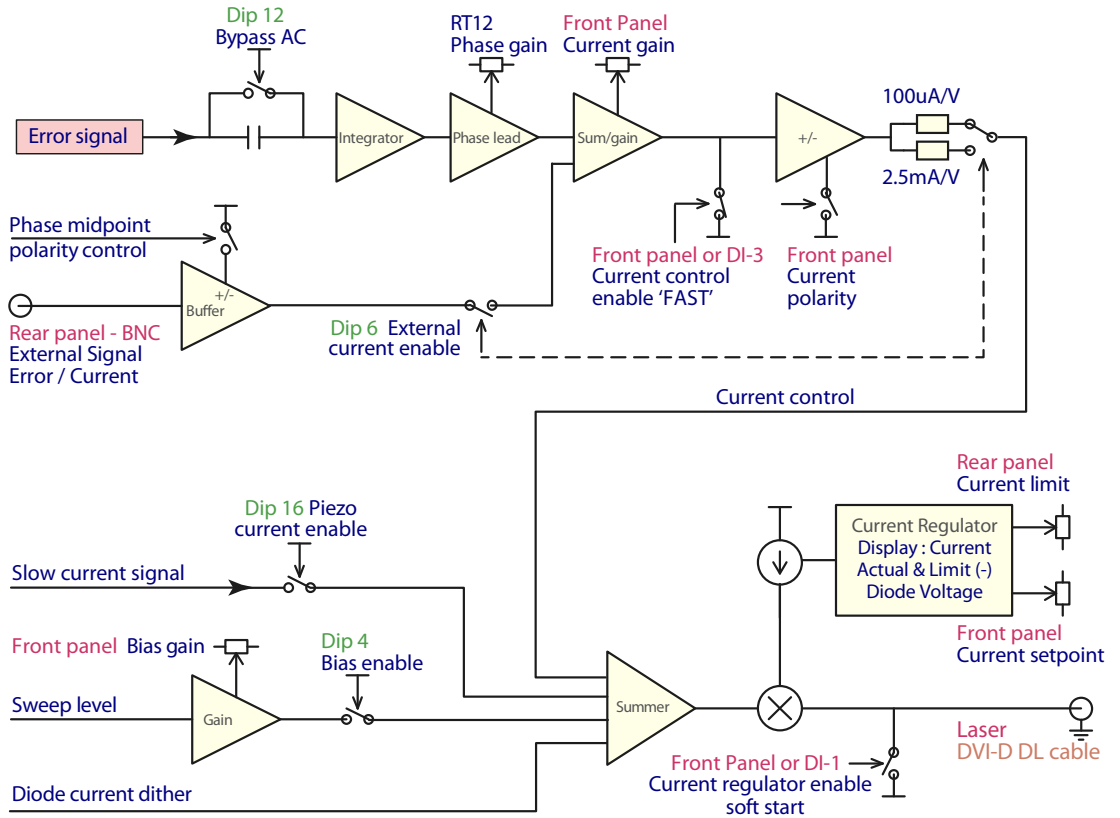 Dip 12
Bypass AC
RT12
Phase gain
Front Panel
Current gain
100uA/V
Error signal
Integrator
Phase lead
Sum/gain
+/-
2.5mA/V
Phase midpoint
polarity control
+/-
Buffer
Front panel or DI-3
Current control
enable ‘FAST’
Front panel
Current
polarity
Rear panel - BNC
External Signal
Error / Current
Dip 6 External
current enable
Current control
Rear panel
Current limit
Dip 16 Piezo
current enable
Current Regulator
Display : Current
Actual & Limit (-)
Diode Voltage
Slow current signal
Front panel
Current setpoint
Front panel Bias gain
Dip 4
Bias enable
Sweep level
Gain
Summer
Laser
DVI-D DL cable
Front Panel or DI-1
Current regulator enable
soft start
Diode current dither